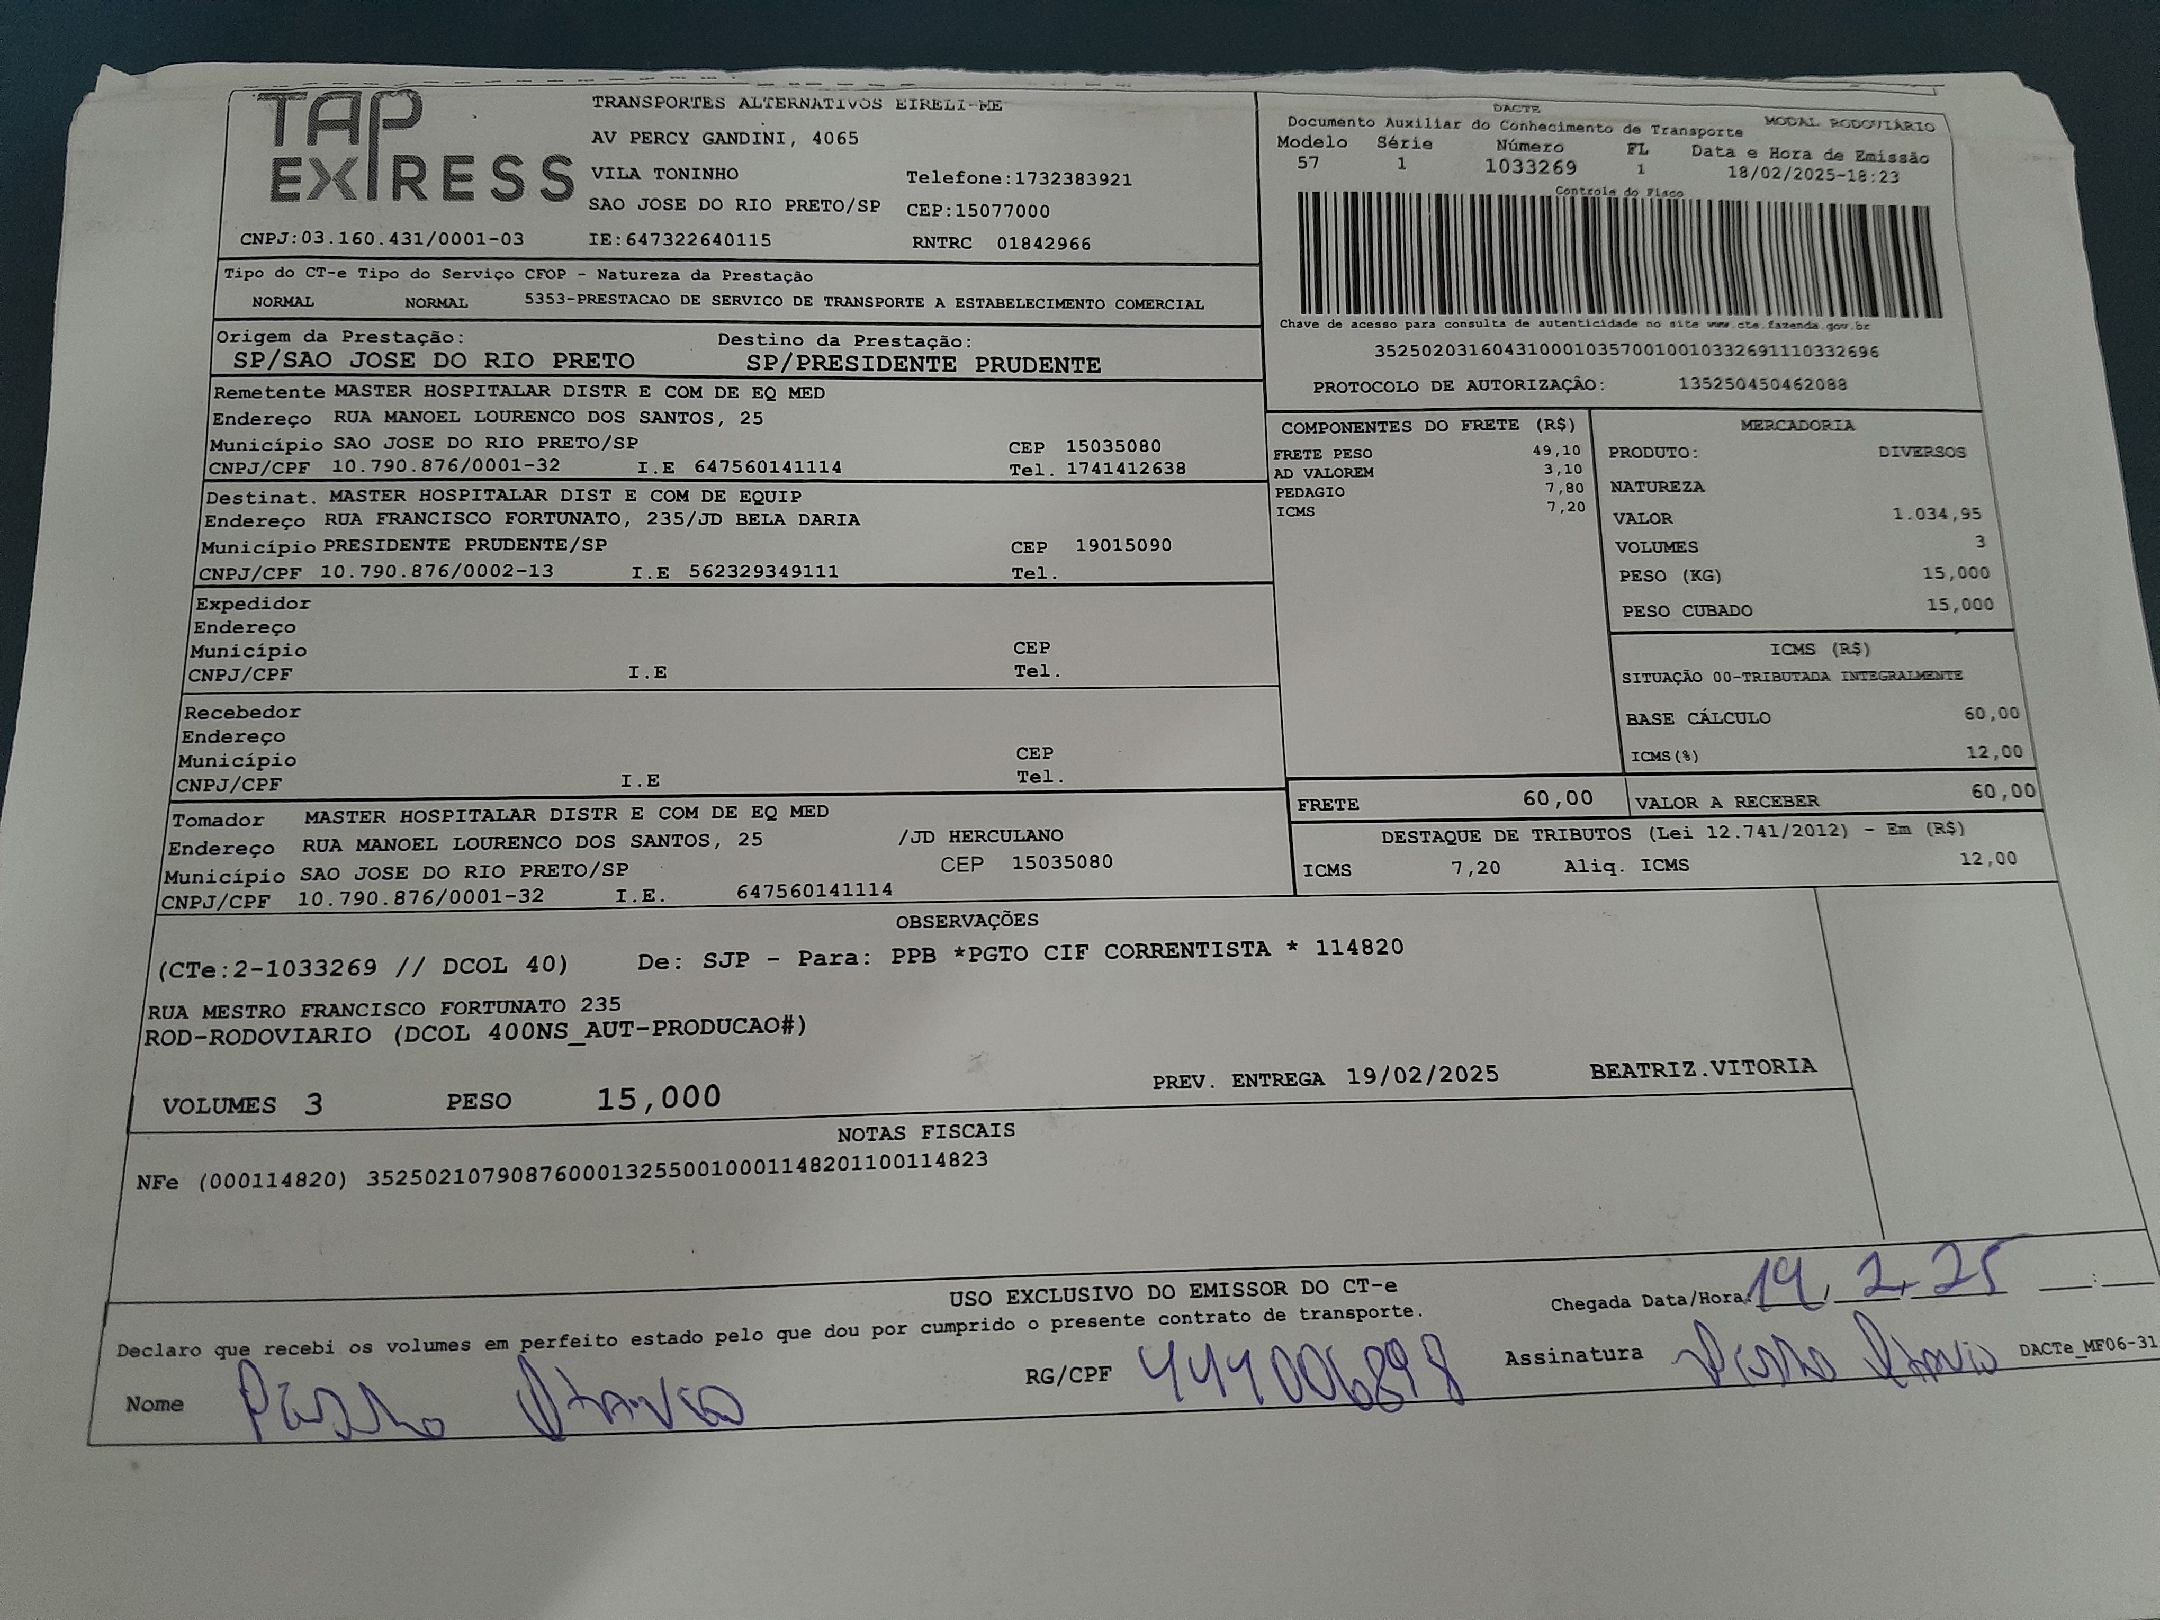 TAP EXPRESS
TRANSPORTES ALTERNATIVOS EIRELI-ME
AV PERCY GANDINI, 4065
VILA TONINHO Telefone:1732383921
SAO JOSE DO RIO PRETO/SP CEP:15077000
CNPJ:03.160.431/0001-03 IE:647322640115 RNTRC 01842966
DACTE
Documento Auxiliar do Conhecimento de Transporte MODAL RODOVIÁRIO
Modelo Série Número FL Data e Hora de Emissão
57 1 1033269 1 18/02/2025-18:23
Controle do Fisco
Chave de acesso para consulta de autenticidade no site www.cte.fazenda.gov.br
35250203160431000103570010010332691110332696
PROTOCOLO DE AUTORIZAÇÃO: 135250450462088
Tipo do CT-e Tipo do Serviço CFOP - Natureza da Prestação
NORMAL NORMAL 5353-PRESTACAO DE SERVICO DE TRANSPORTE A ESTABELECIMENTO COMERCIAL
Origem da Prestação: Destino da Prestação:
SP/SAO JOSE DO RIO PRETO SP/PRESIDENTE PRUDENTE
Remetente MASTER HOSPITALAR DISTR E COM DE EQ MED
Endereço RUA MANOEL LOURENCO DOS SANTOS, 25
Município SAO JOSE DO RIO PRETO/SP CEP 15035080
CNPJ/CPF 10.790.876/0001-32 I.E 647560141114 Tel. 1741412638
Destinat. MASTER HOSPITALAR DIST E COM DE EQUIP
Endereço RUA FRANCISCO FORTUNATO, 235/JD BELA DARIA
Município PRESIDENTE PRUDENTE/SP CEP 19015090
CNPJ/CPF 10.790.876/0002-13 I.E 562329349111 Tel.
Expedidor
Endereço
Município CEP
CNPJ/CPF I.E Tel.
Recebedor
Endereço
Município CEP
CNPJ/CPF I.E Tel.
Tomador MASTER HOSPITALAR DISTR E COM DE EQ MED
Endereço RUA MANOEL LOURENCO DOS SANTOS, 25 /JD HERCULANO
Município SAO JOSE DO RIO PRETO/SP CEP 15035080
CNPJ/CPF 10.790.876/0001-32 I.E. 647560141114
COMPONENTES DO FRETE (R$)
FRETE PESO 49,10
AD VALOREM 3,10
PEDAGIO 7,80
ICMS 7,20
MERCADORIA
PRODUTO: DIVERSOS
NATUREZA
VALOR 1.034,95
VOLUMES 3
PESO (KG) 15,000
PESO CUBADO 15,000
ICMS (R$)
SITUAÇÃO 00-TRIBUTADA INTEGRALMENTE
BASE CÁLCULO 60,00
ICMS(%) 12,00
FRETE 60,00 VALOR A RECEBER 60,00
DESTAQUE DE TRIBUTOS (Lei 12.741/2012) - Em (R$)
ICMS 7,20 Aliq. ICMS 12,00
OBSERVAÇÕES
(CTe:2-1033269 // DCOL 40) De: SJP - Para: PPB *PGTO CIF CORRENTISTA * 114820
RUA MESTRO FRANCISCO FORTUNATO 235
ROD-RODOVIARIO (DCOL 400NS_AUT-PRODUCAO#)
VOLUMES 3 PESO 15,000 PREV. ENTREGA 19/02/2025 BEATRIZ.VITORIA
NOTAS FISCAIS
NFe (000114820) 35250210790876000132550010001148201100114823
USO EXCLUSIVO DO EMISSOR DO CT-e
Declaro que recebi os volumes em perfeito estado pelo que dou por cumprido o presente contrato de transporte.
Chegada Data/Hora 19, 2, 25 :
Nome RG/CPF Assinatura DACTe_MF06-31